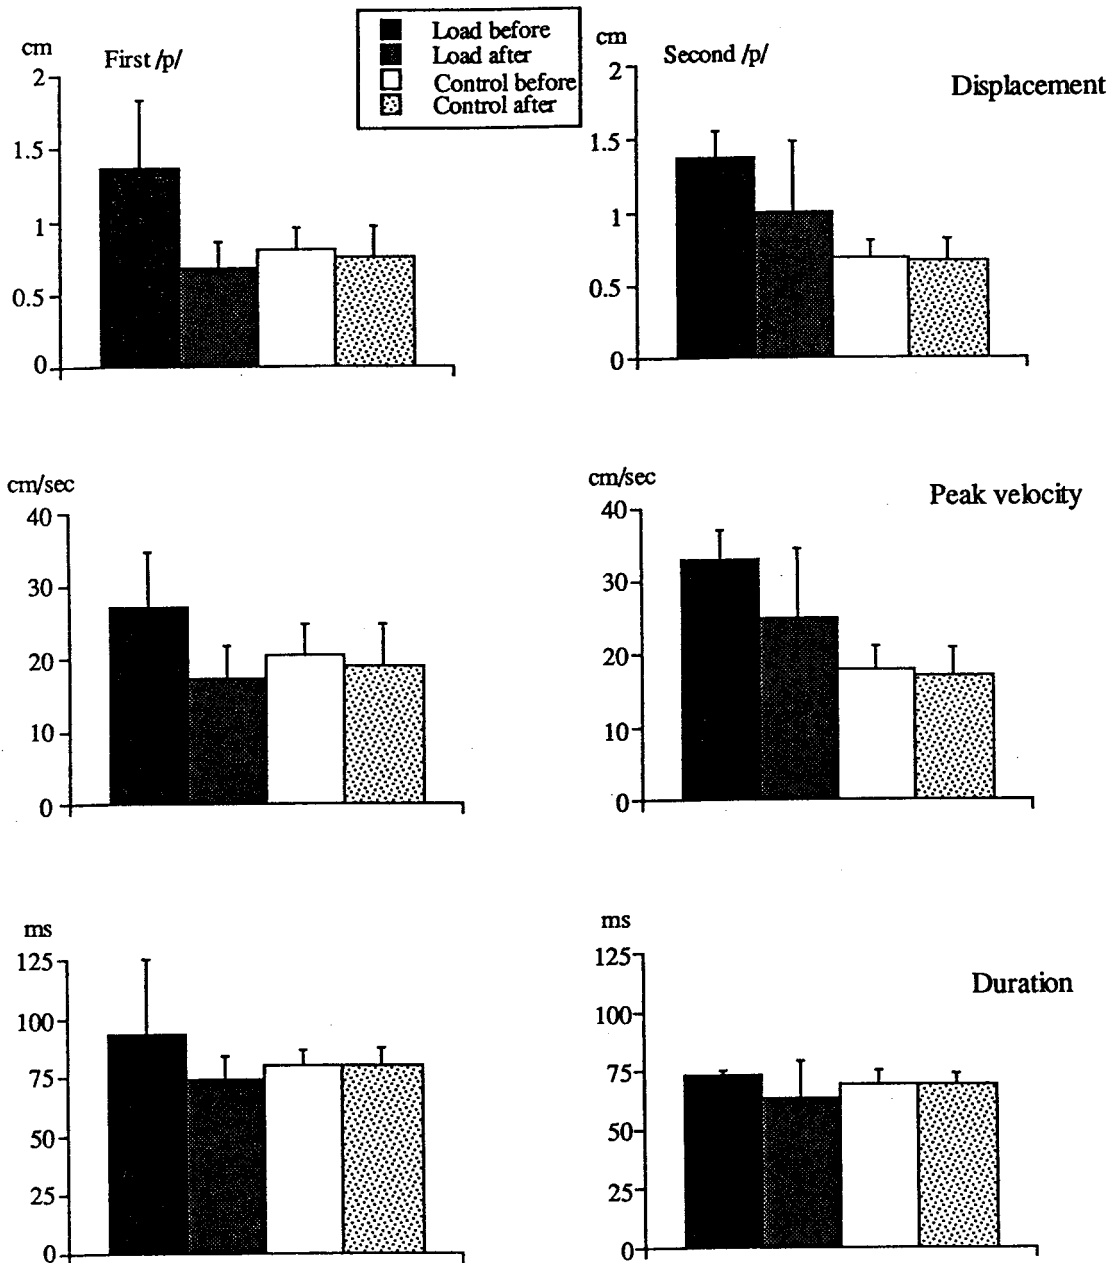 Load before
Load after
Control before
Control after
cm
First /p/
2
1.5
1
0.5
0
cm
Second /p/
Displacement
2
1.5
1
0.5
0
cm/sec
40
30
20
10
0
cm/sec
Peak velocity
40
30
20
10
0
ms
125
100
75
50
25
0
ms
Duration
125
100
75
50
25
0